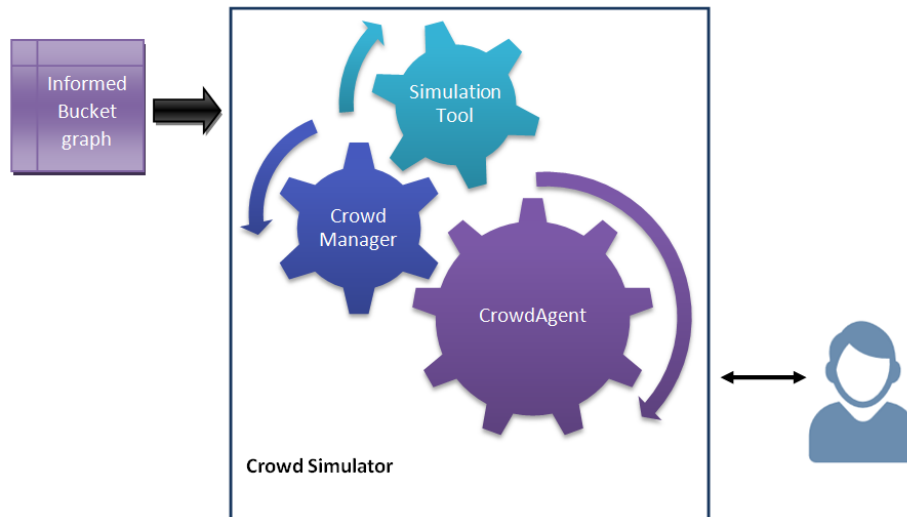 Informed
Bucket
graph
Simulation
Tool
Crowd
Manager
CrowdAgent
Crowd Simulator